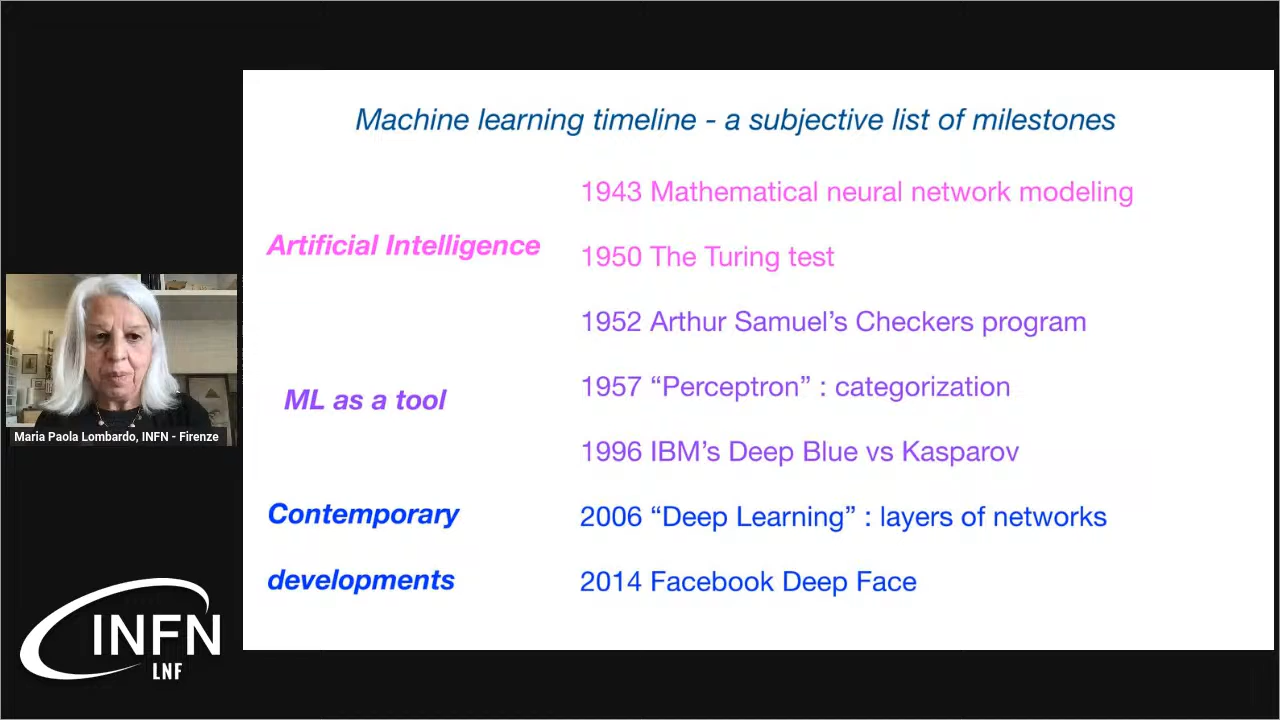 Machine learning timeline - a subjective list of milestones
1943 Mathematical neural network modeling
Artificial Intelligence
1950 The Turing test
1952 Arthur Samuel’s Checkers program
1957 “Perceptron” : categorization
ML as a tool
1996 IBM’s Deep Blue vs Kasparov
Contemporary
2006 “Deep Learning” : layers of networks
developments
2014 Facebook Deep Face
Maria Paola Lombardo, INFN - Firenze
INFN
LNF